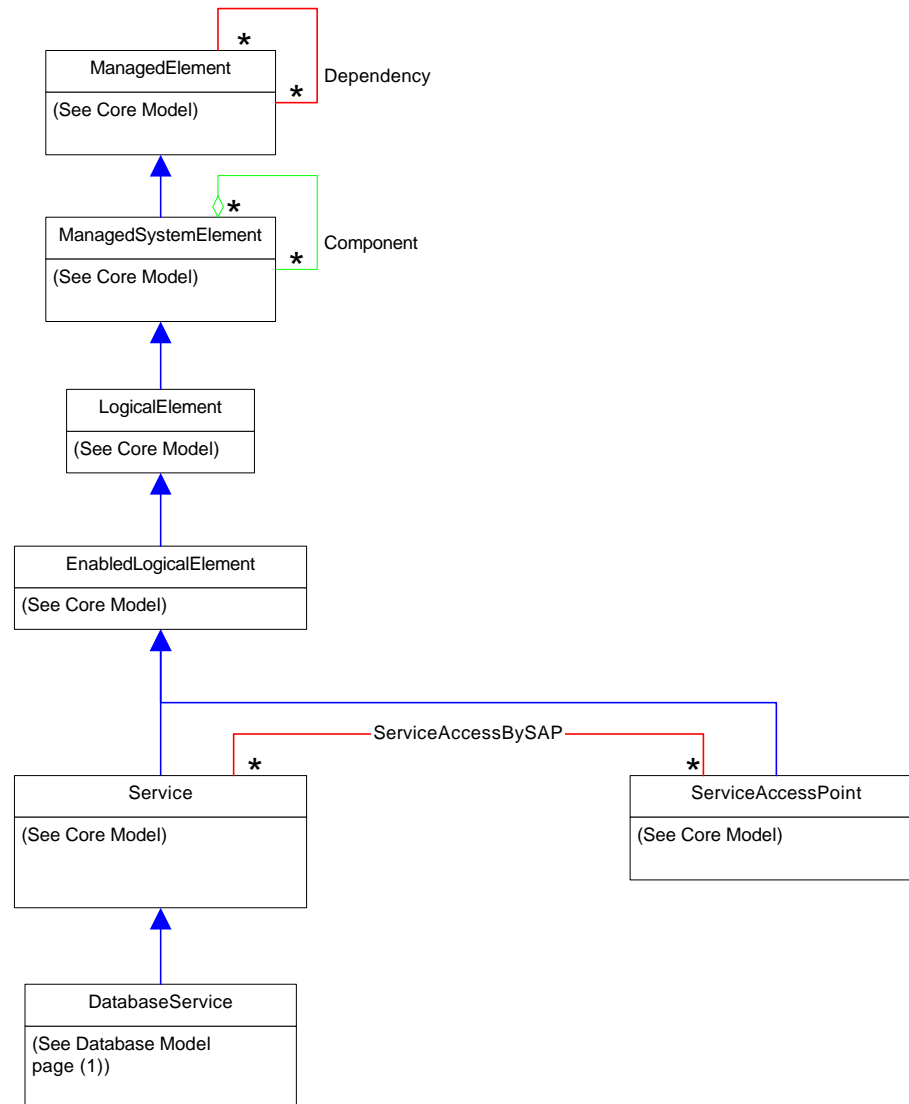 *
ManagedElement
Dependency
*
(See Core Model)
*
ManagedSystemElement
Component
*
(See Core Model)
LogicalElement
(See Core Model)
EnabledLogicalElement
(See Core Model)
ServiceAccessBySAP
*
*
Service
ServiceAccessPoint
(See Core Model)
(See Core Model)
DatabaseService
(See Database Model
page (1))